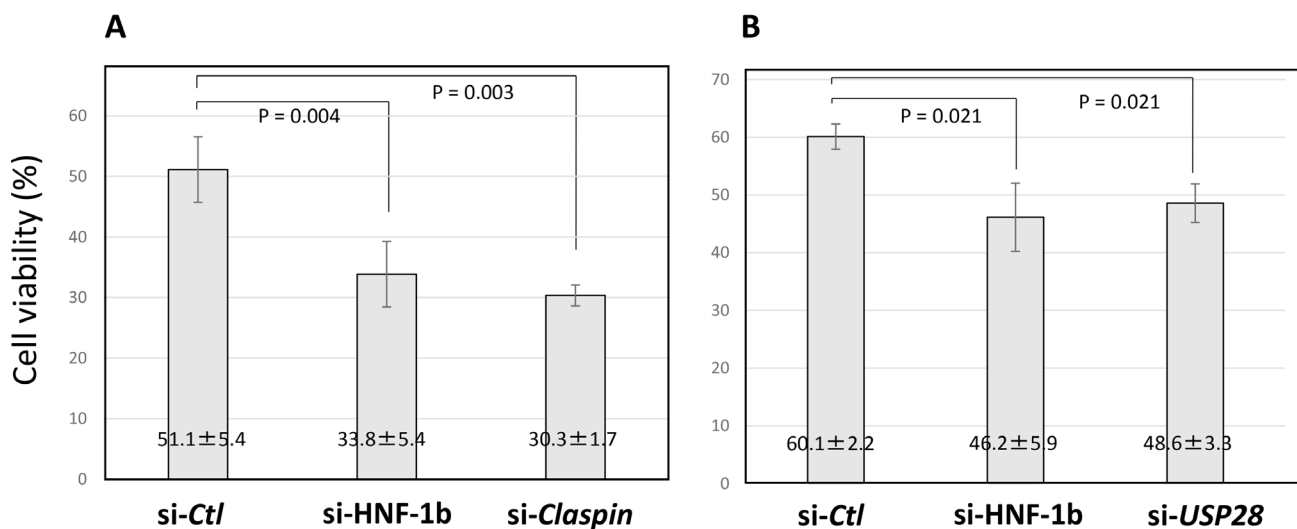 A
Cell viability (%)
60
50
40
30
20
10
0
P = 0.003
P = 0.004
51.1±5.4
33.8±5.4
30.3±1.7
si-Ctl
si-HNF-1b
si-Claspin
B
70
60
50
40
30
20
10
0
P = 0.021
P = 0.021
60.1±2.2
46.2±5.9
48.6±3.3
si-Ctl
si-HNF-1b
si-USP28